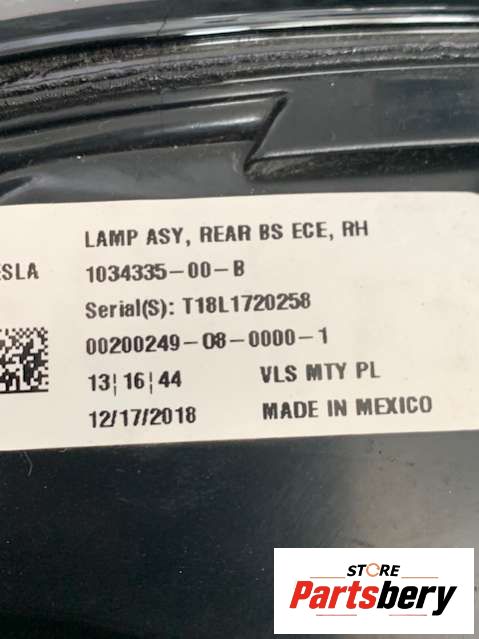 LAMP ASY, REAR BS ECE, RH
ESLA 1034335-00-B
Serial(S): T18L1720258
00200249-08-0000-1
13|16|44 VLS MTY PL
12/17/2018 MADE IN MEXICO
STORE
Partsbery